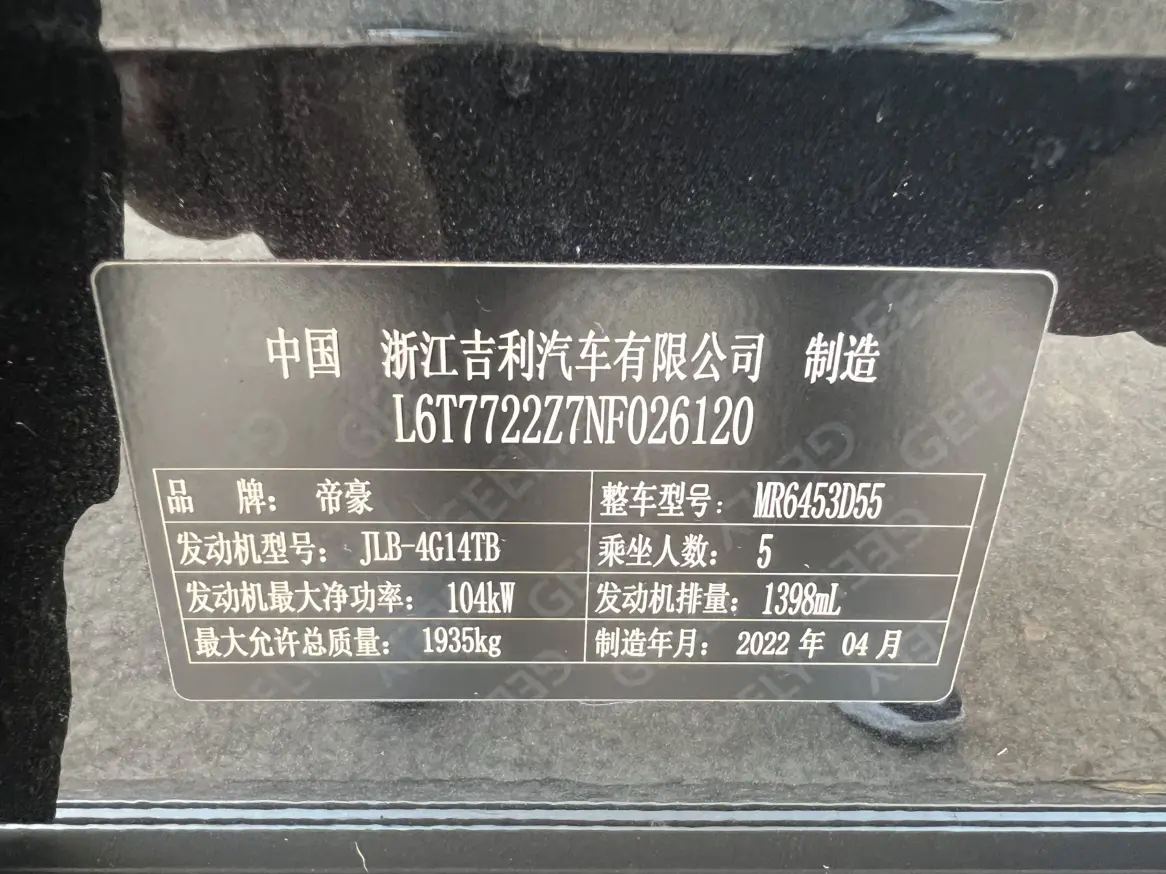 中国 浙江吉利汽车有限公司 制造
L6T7722Z7NF026120
品 牌： 帝豪 整车型号： MR6453D55
发动机型号： JLB-4G14TB 乘坐人数： 5
发动机最大净功率： 104kW 发动机排量： 1398mL
最大允许总质量： 1935kg 制造年月： 2022 年 04 月